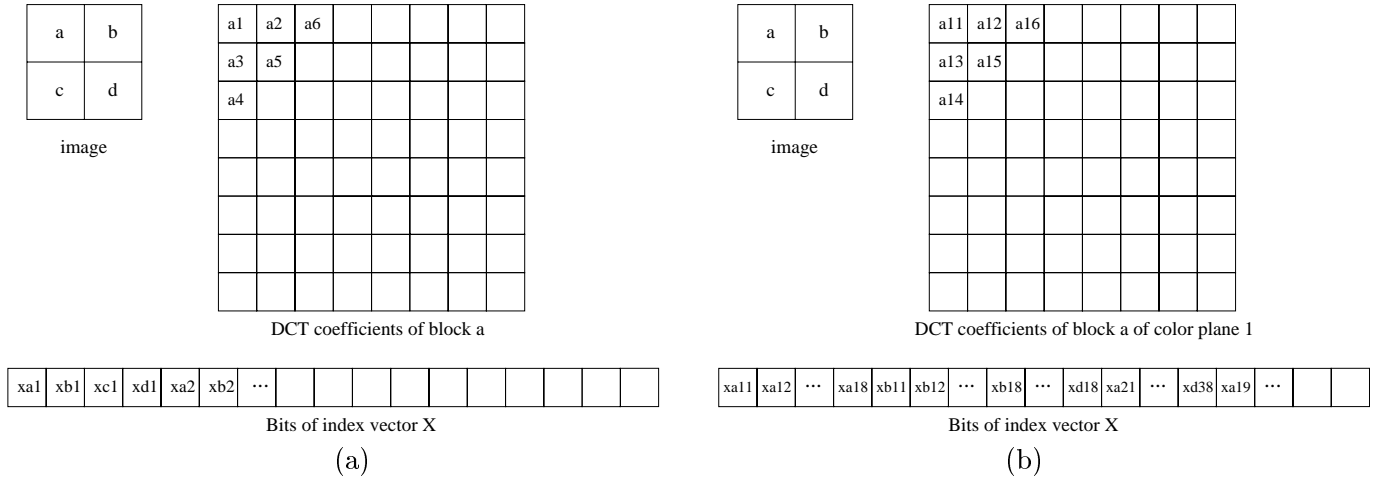 a b
c d
image
a1 a2 a6
a3 a5
a4
DCT coefficients of block a
xa1 xb1 xc1 xd1 xa2 xb2 ...
Bits of index vector X
(a)
a b
c d
image
a11 a12 a16
a13 a15
a14
DCT coefficients of block a of color plane 1
xa11 xa12 ... xa18 xb11 xb12 ... xb18 ... xd18 xa21 ... xd38 xa19 ...
Bits of index vector X
(b)